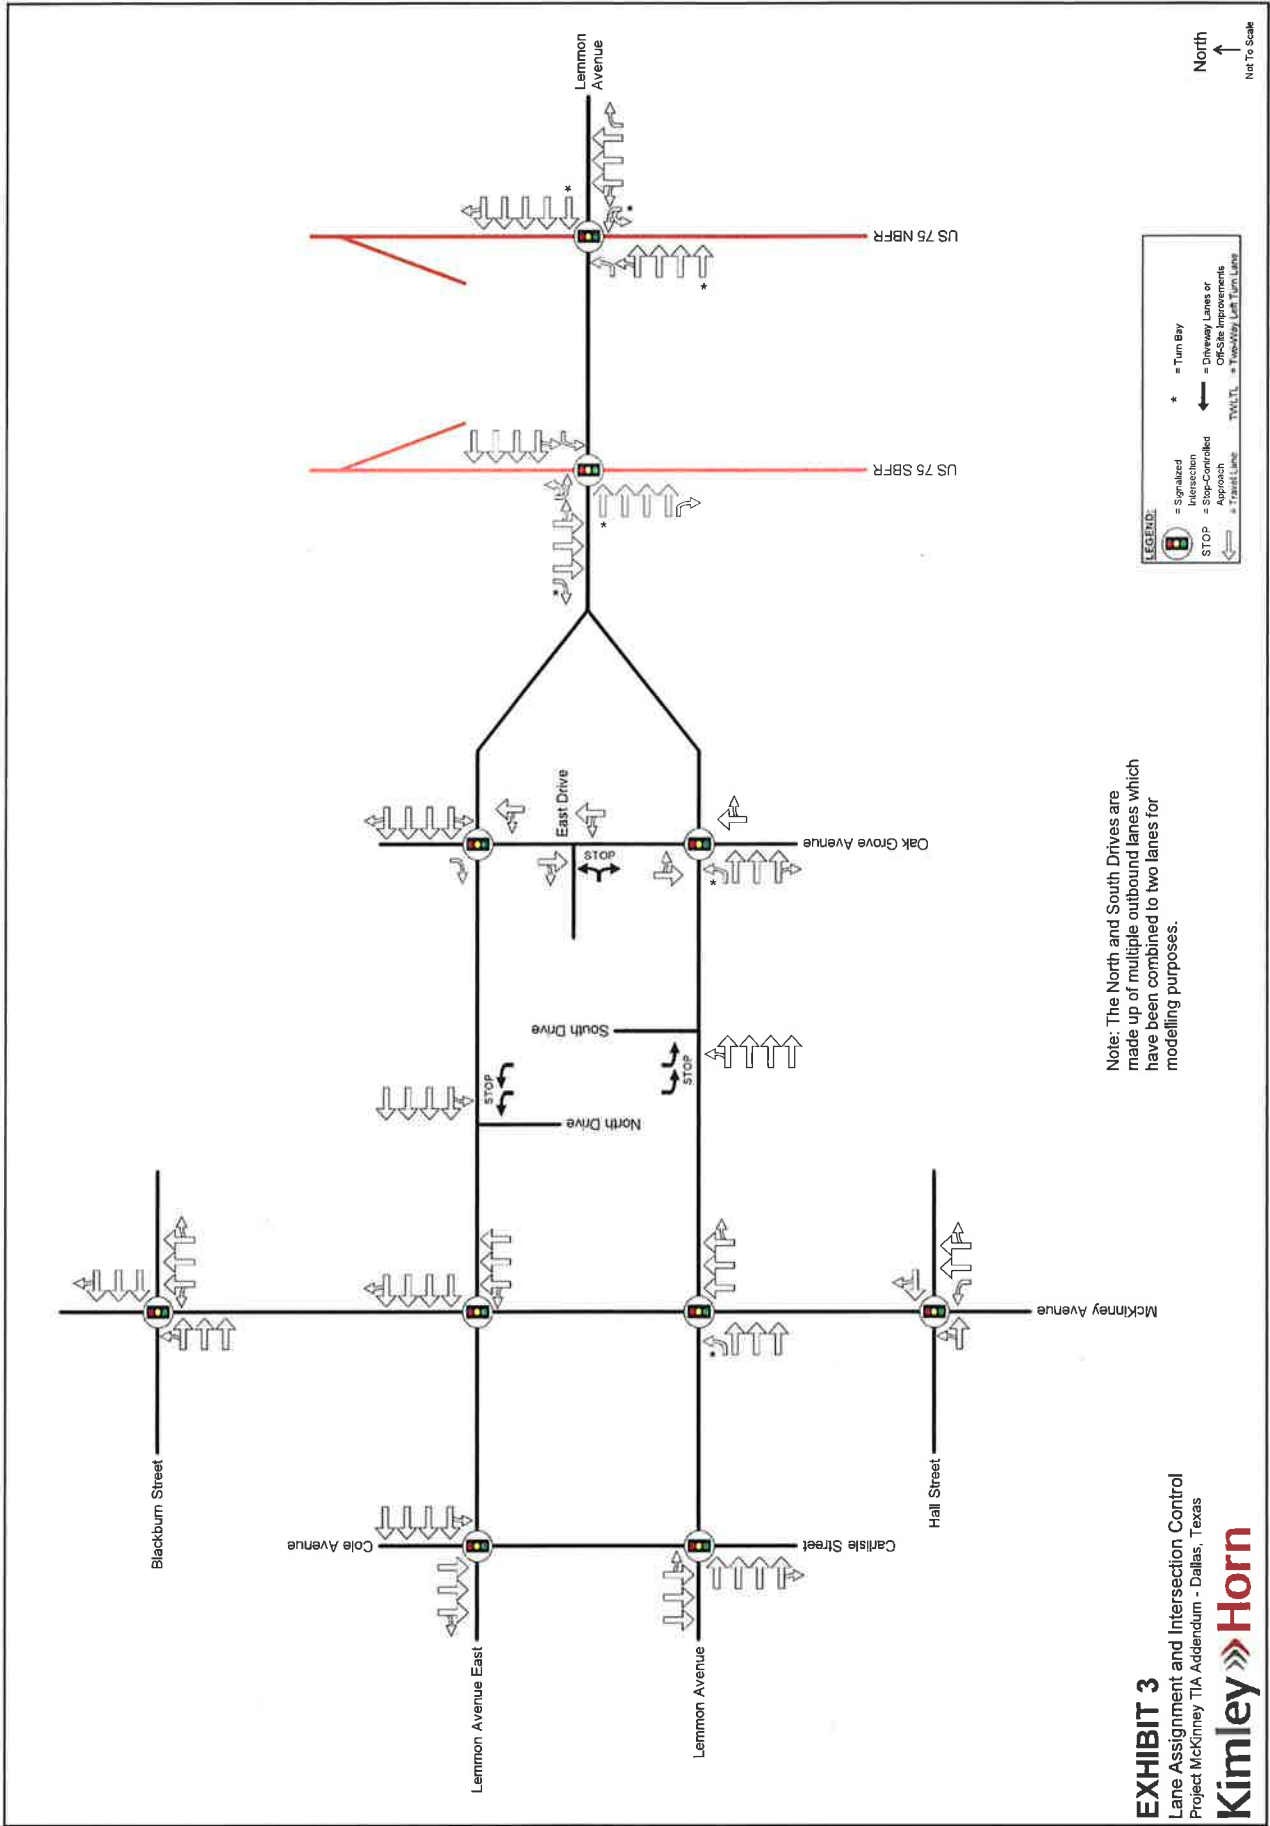 Lemmon
Avenue
North
Not To Scale
US 75 NBFR
US 75 SBFR
*
*
*
*
*
LEGEND:
= Signalized
Intersection
* = Turn Bay
STOP = Stop-Controlled
Approach
= Driveway Lanes or
Off-Site Improvements
= Travel Lane
TWLTL = Two-Way Left Turn Lane
East Drive
STOP
Oak Grove Avenue
*
South Drive
STOP
STOP
North Drive
Note: The North and South Drives are
made up of multiple outbound lanes which
have been combined to two lanes for
modelling purposes.
McKinney Avenue
*
Blackburn Street
Cole Avenue
Carlisle Street
Hall Street
Lemmon Avenue East
Lemmon Avenue
EXHIBIT 3
Lane Assignment and Intersection Control
Project McKinney TIA Addendum - Dallas, Texas
Kimley»Horn